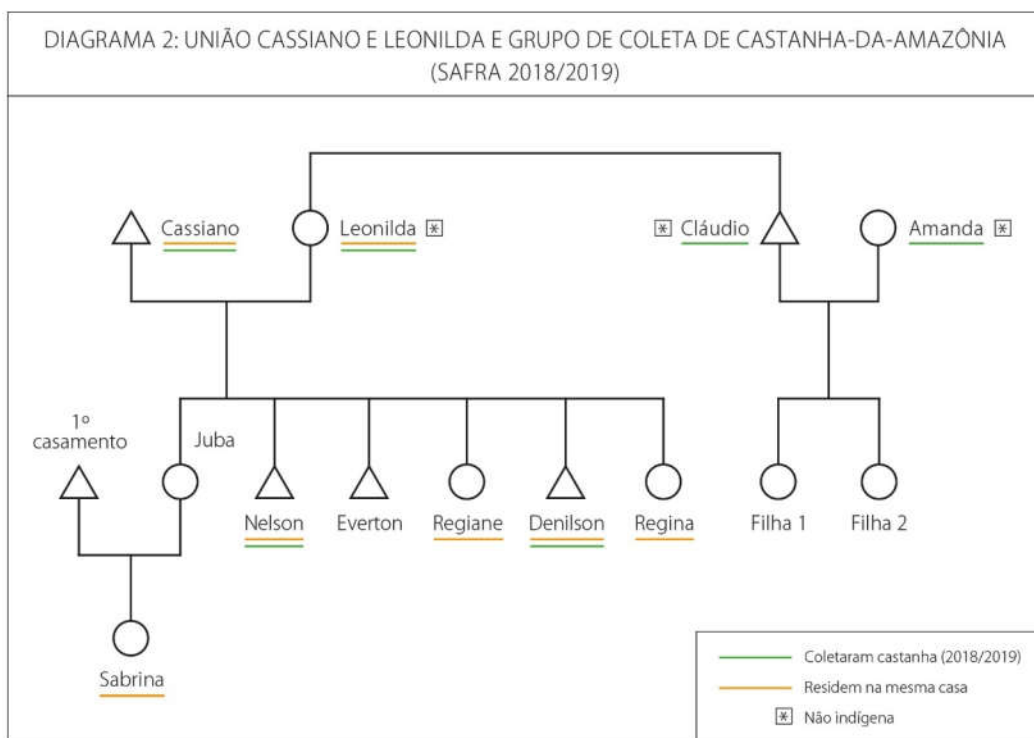 DIAGRAMA 2: UNIÃO CASSIANO E LEONILDA E GRUPO DE COLETA DE CASTANHA-DA-AMAZÔNIA
(SAFRA 2018/2019)
Cassiano
Leonilda *
* Cláudio
Amanda *
1º
casamento
Juba
Nelson
Everton
Regiane
Denilson
Regina
Filha 1
Filha 2
Sabrina
Coletaram castanha (2018/2019)
Residem na mesma casa
* Não indígena